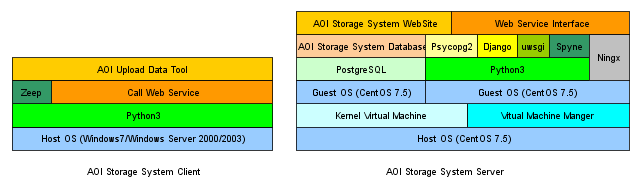 AOI Upload Data Tool
Zeep
Call Web Service
Python3
Host OS (Windows7/Windows Server 2000/2003)
AOI Storage System Client
AOI Storage System WebSite
Web Service Interface
AOI Storage System Database
Psycopg2
Django
uwsgi
Spyne
Ningx
PostgreSQL
Python3
Guest OS (CentOS 7.5)
Guest OS (CentOS 7.5)
Kernel Virtual Machine
Vitual Machine Manger
Host OS (CentOS 7.5)
AOI Storage System Server